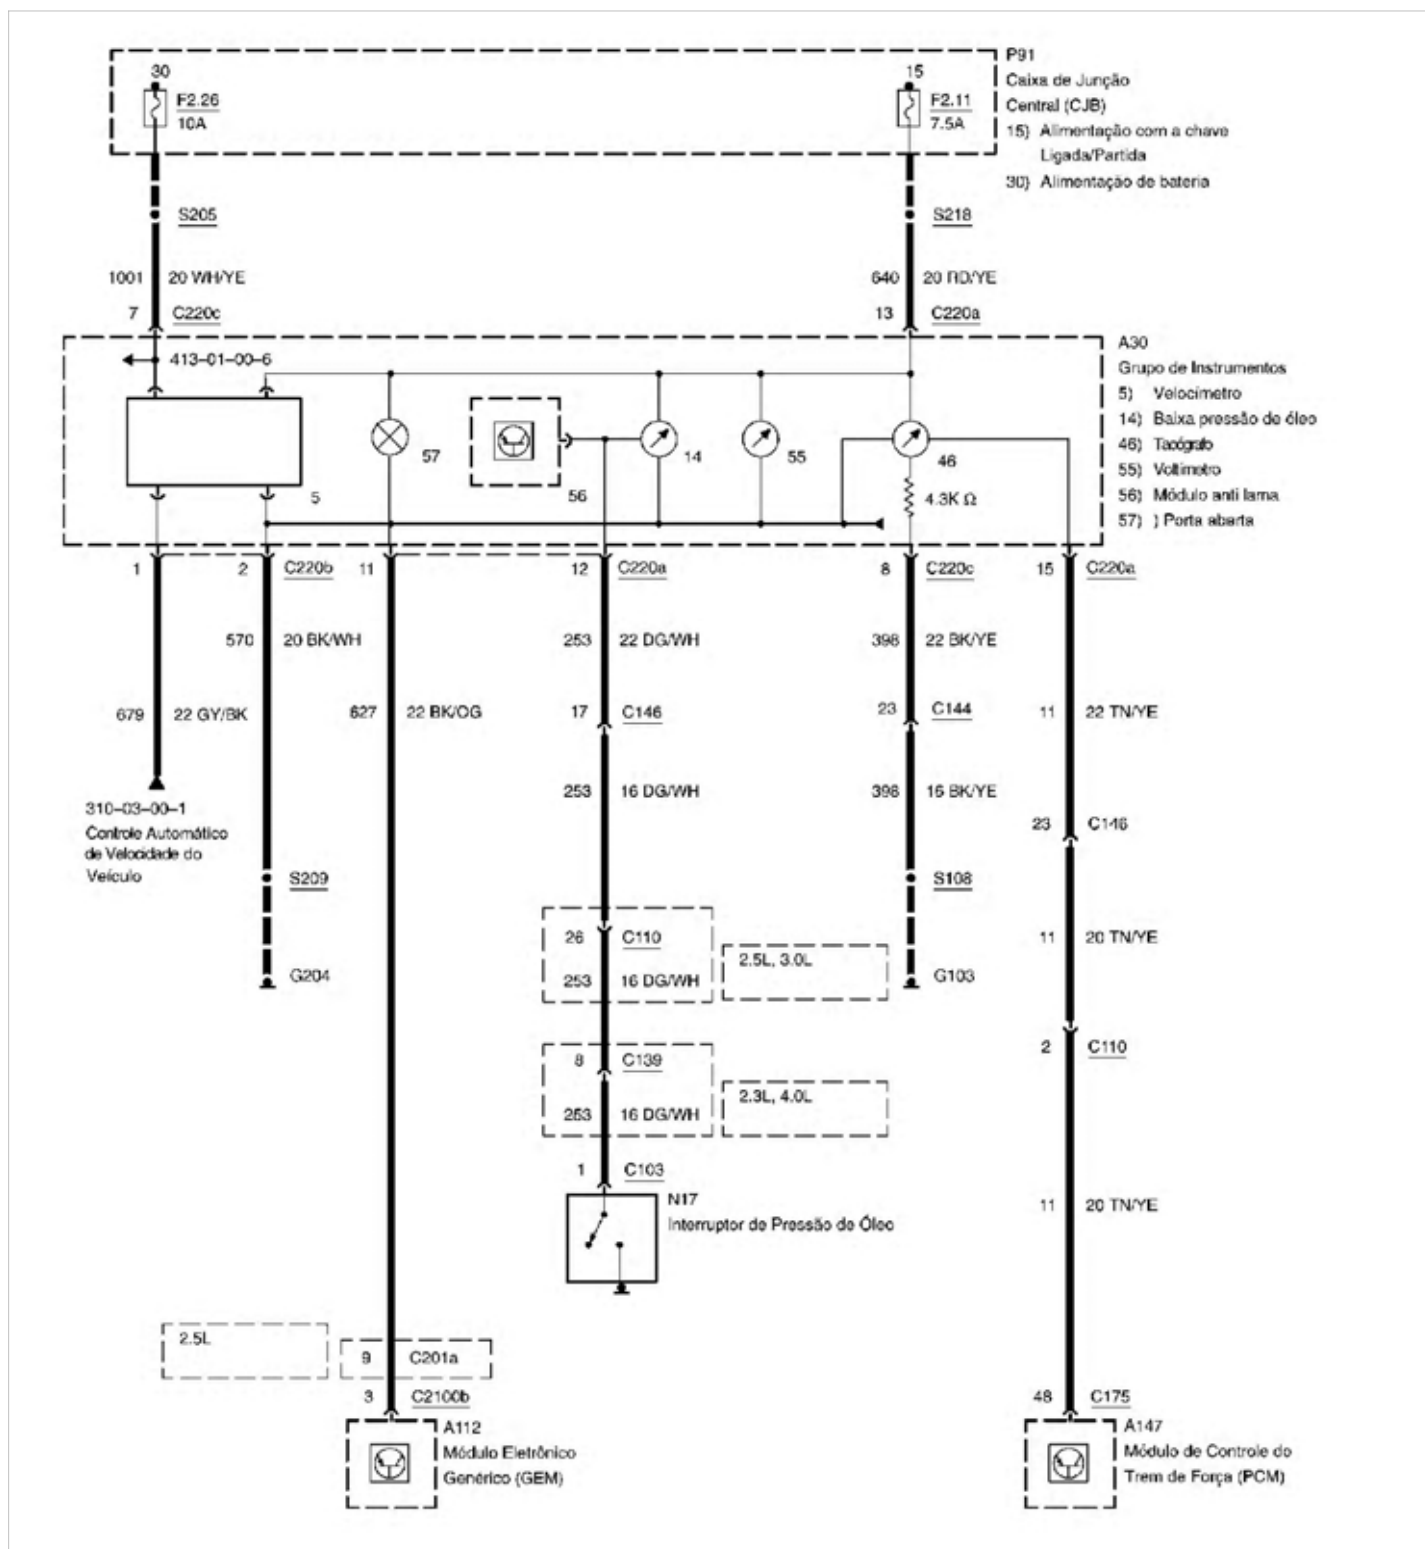 P91
Caixa de Junção
Central (CJB)
15) Alimentação com a chave
Ligada/Partida
30) Alimentação de bateria
30
F2.26
10A
15
F2.11
7.5A
S205
S218
1001 20 WH/YE
640 20 RD/YE
7 C220c
13 C220a
A30
Grupo de Instrumentos
5) Velocímetro
14) Baixa pressão de óleo
46) Tacógrafo
55) Voltímetro
56) Módulo anti lama
57) ) Porta aberta
413-01-00-6
5
57
56
14
55
46
4.3K Ω
1
2 C220b
11
12 C220a
8 C220c
15 C220a
570 20 BK/WH
253 22 DG/WH
398 22 BK/YE
679 22 GY/BK
627 22 BK/OG
17 C146
23 C144
11 22 TN/YE
253 16 DG/WH
398 16 BK/YE
310-03-00-1
Controle Automático
de Velocidade do
Veículo
23 C146
S209
S108
26 C110
253 16 DG/WH
2.5L, 3.0L
11 20 TN/YE
G204
G103
8 C139
253 16 DG/WH
2.3L, 4.0L
2 C110
1 C103
N17
Interruptor de Pressão de Óleo
11 20 TN/YE
2.5L
9 C201a
3 C2100b
A112
Módulo Eletrônico
Genérico (GEM)
48 C175
A147
Módulo de Controle do
Trem de Força (PCM)